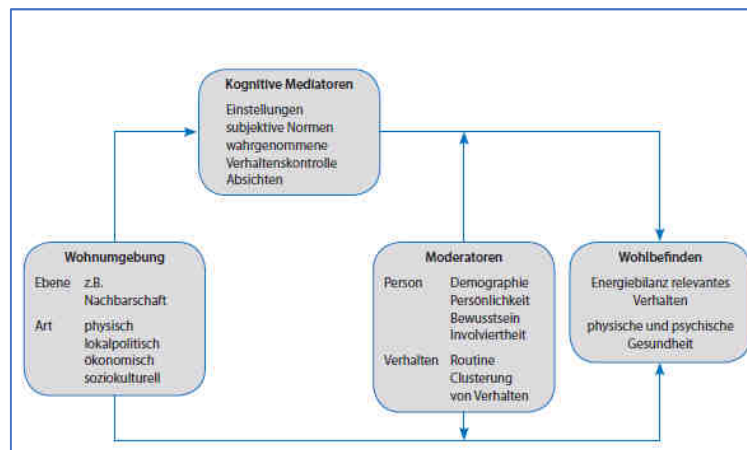 Kognitive Mediatoren
Einstellungen
subjektive Normen
wahrgenommene
Verhaltenskontrolle
Absichten
Wohnumgebung
Ebene z.B.
Nachbarschaft
Art physisch
lokalpolitisch
ökonomisch
soziokulturell
Moderatoren
Person Demographie
Persönlichkeit
Bewusstsein
Involviertheit
Verhalten Routine
Clusterung
von Verhalten
Wohlbefinden
Energiebilanz relevantes
Verhalten
physische und psychische
Gesundheit